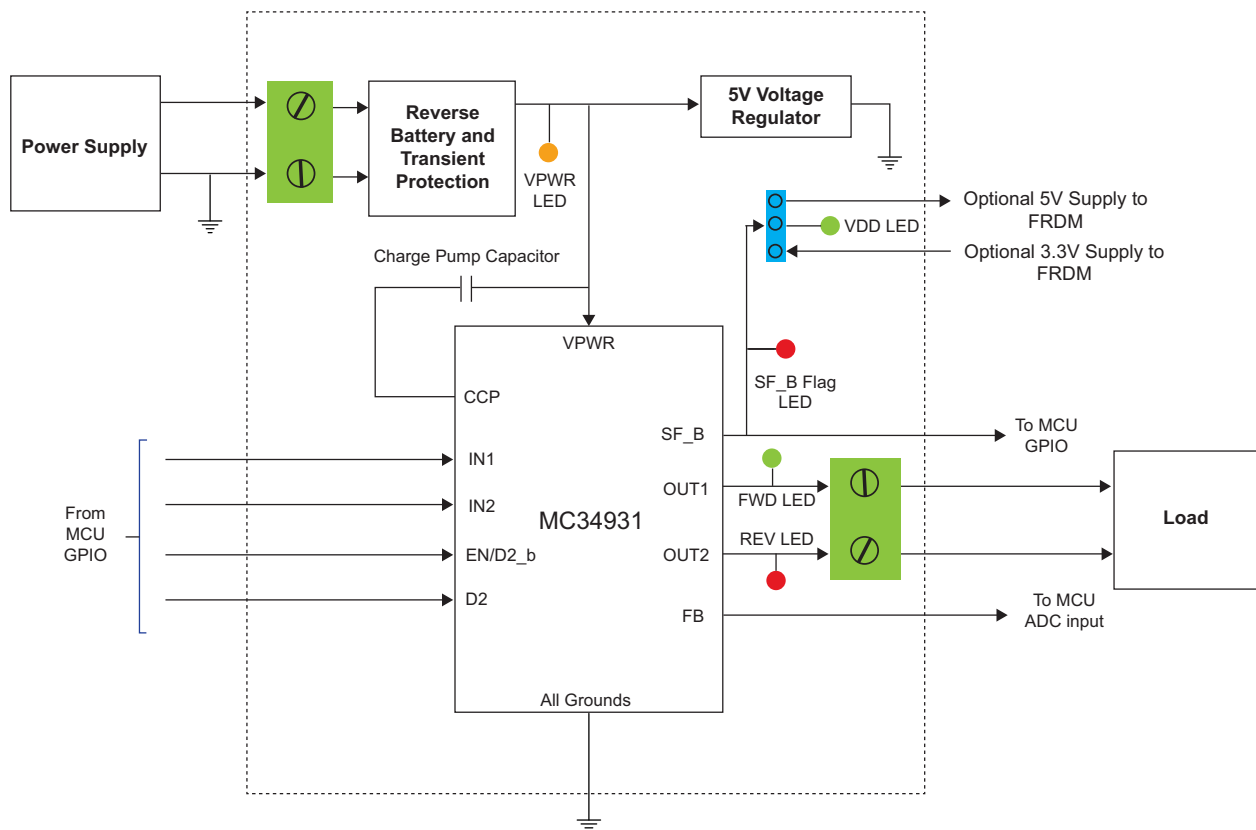 Power Supply
Reverse
Battery and
Transient
Protection
VPWR
LED
5V Voltage
Regulator
Optional 5V Supply to
FRDM
VDD LED
Optional 3.3V Supply to
FRDM
Charge Pump Capacitor
VPWR
CCP
SF_B Flag
LED
SF_B
To MCU
GPIO
From
MCU
GPIO
IN1
IN2
EN/D2_b
D2
MC34931
OUT1
FWD LED
OUT2
REV LED
FB
Load
To MCU
ADC input
All Grounds